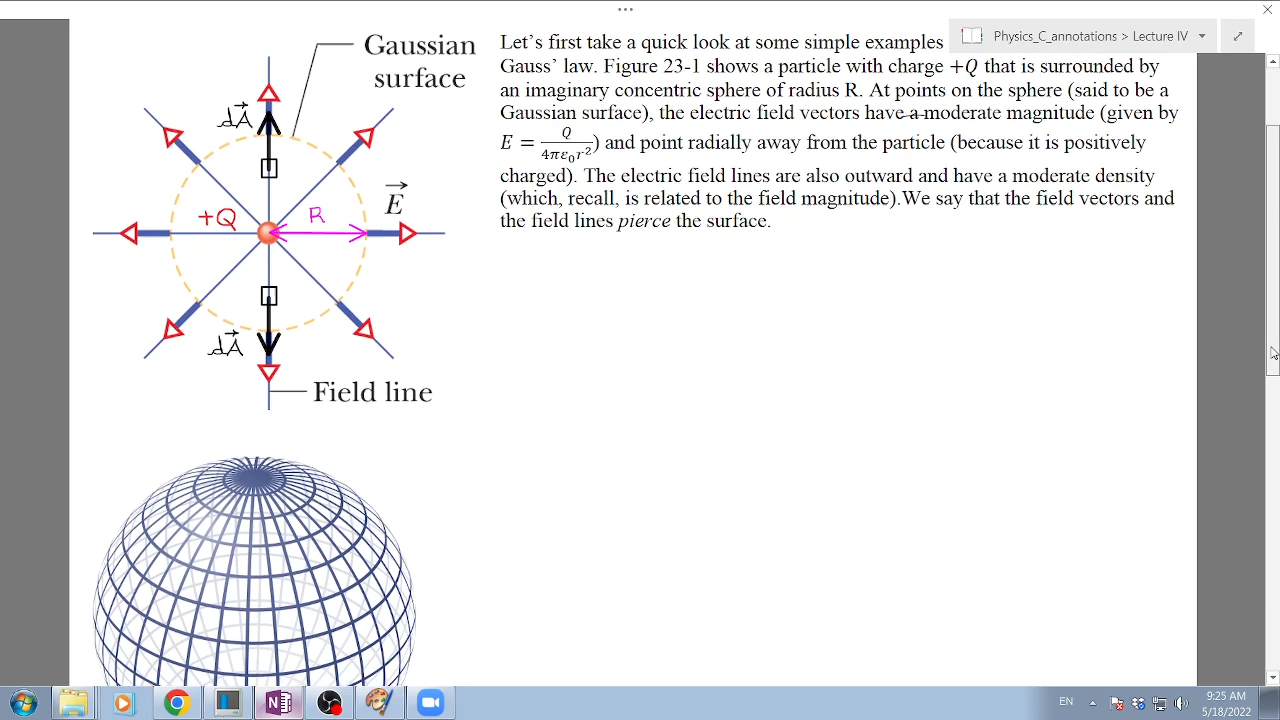 Physics_C_annotations > Lecture IV
Gaussian
surface
dA⃗
+Q
R
E⃗
dA⃗
Field line
Let’s first take a quick look at some simple examples
Gauss’ law. Figure 23-1 shows a particle with charge +Q that is surrounded by
an imaginary concentric sphere of radius R. At points on the sphere (said to be a
Gaussian surface), the electric field vectors have a moderate magnitude (given by
E = Q/4πε₀r²) and point radially away from the particle (because it is positively
charged). The electric field lines are also outward and have a moderate density
(which, recall, is related to the field magnitude).We say that the field vectors and
the field lines pierce the surface.
EN
9:25 AM
5/18/2022